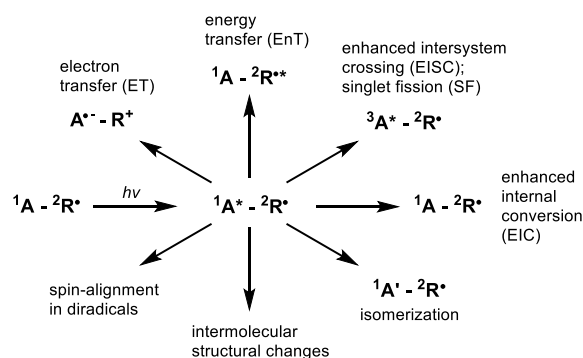 energy
transfer (EnT)
¹A - ²R•*
electron
transfer (ET)
A•- - R⁺
enhanced intersystem
crossing (EISC);
singlet fission (SF)
³A* - ²R•
¹A - ²R•
hν
¹A* - ²R•
¹A - ²R•
enhanced
internal
conversion
(EIC)
spin-alignment
in diradicals
intermolecular
structural changes
¹A' - ²R•
isomerization